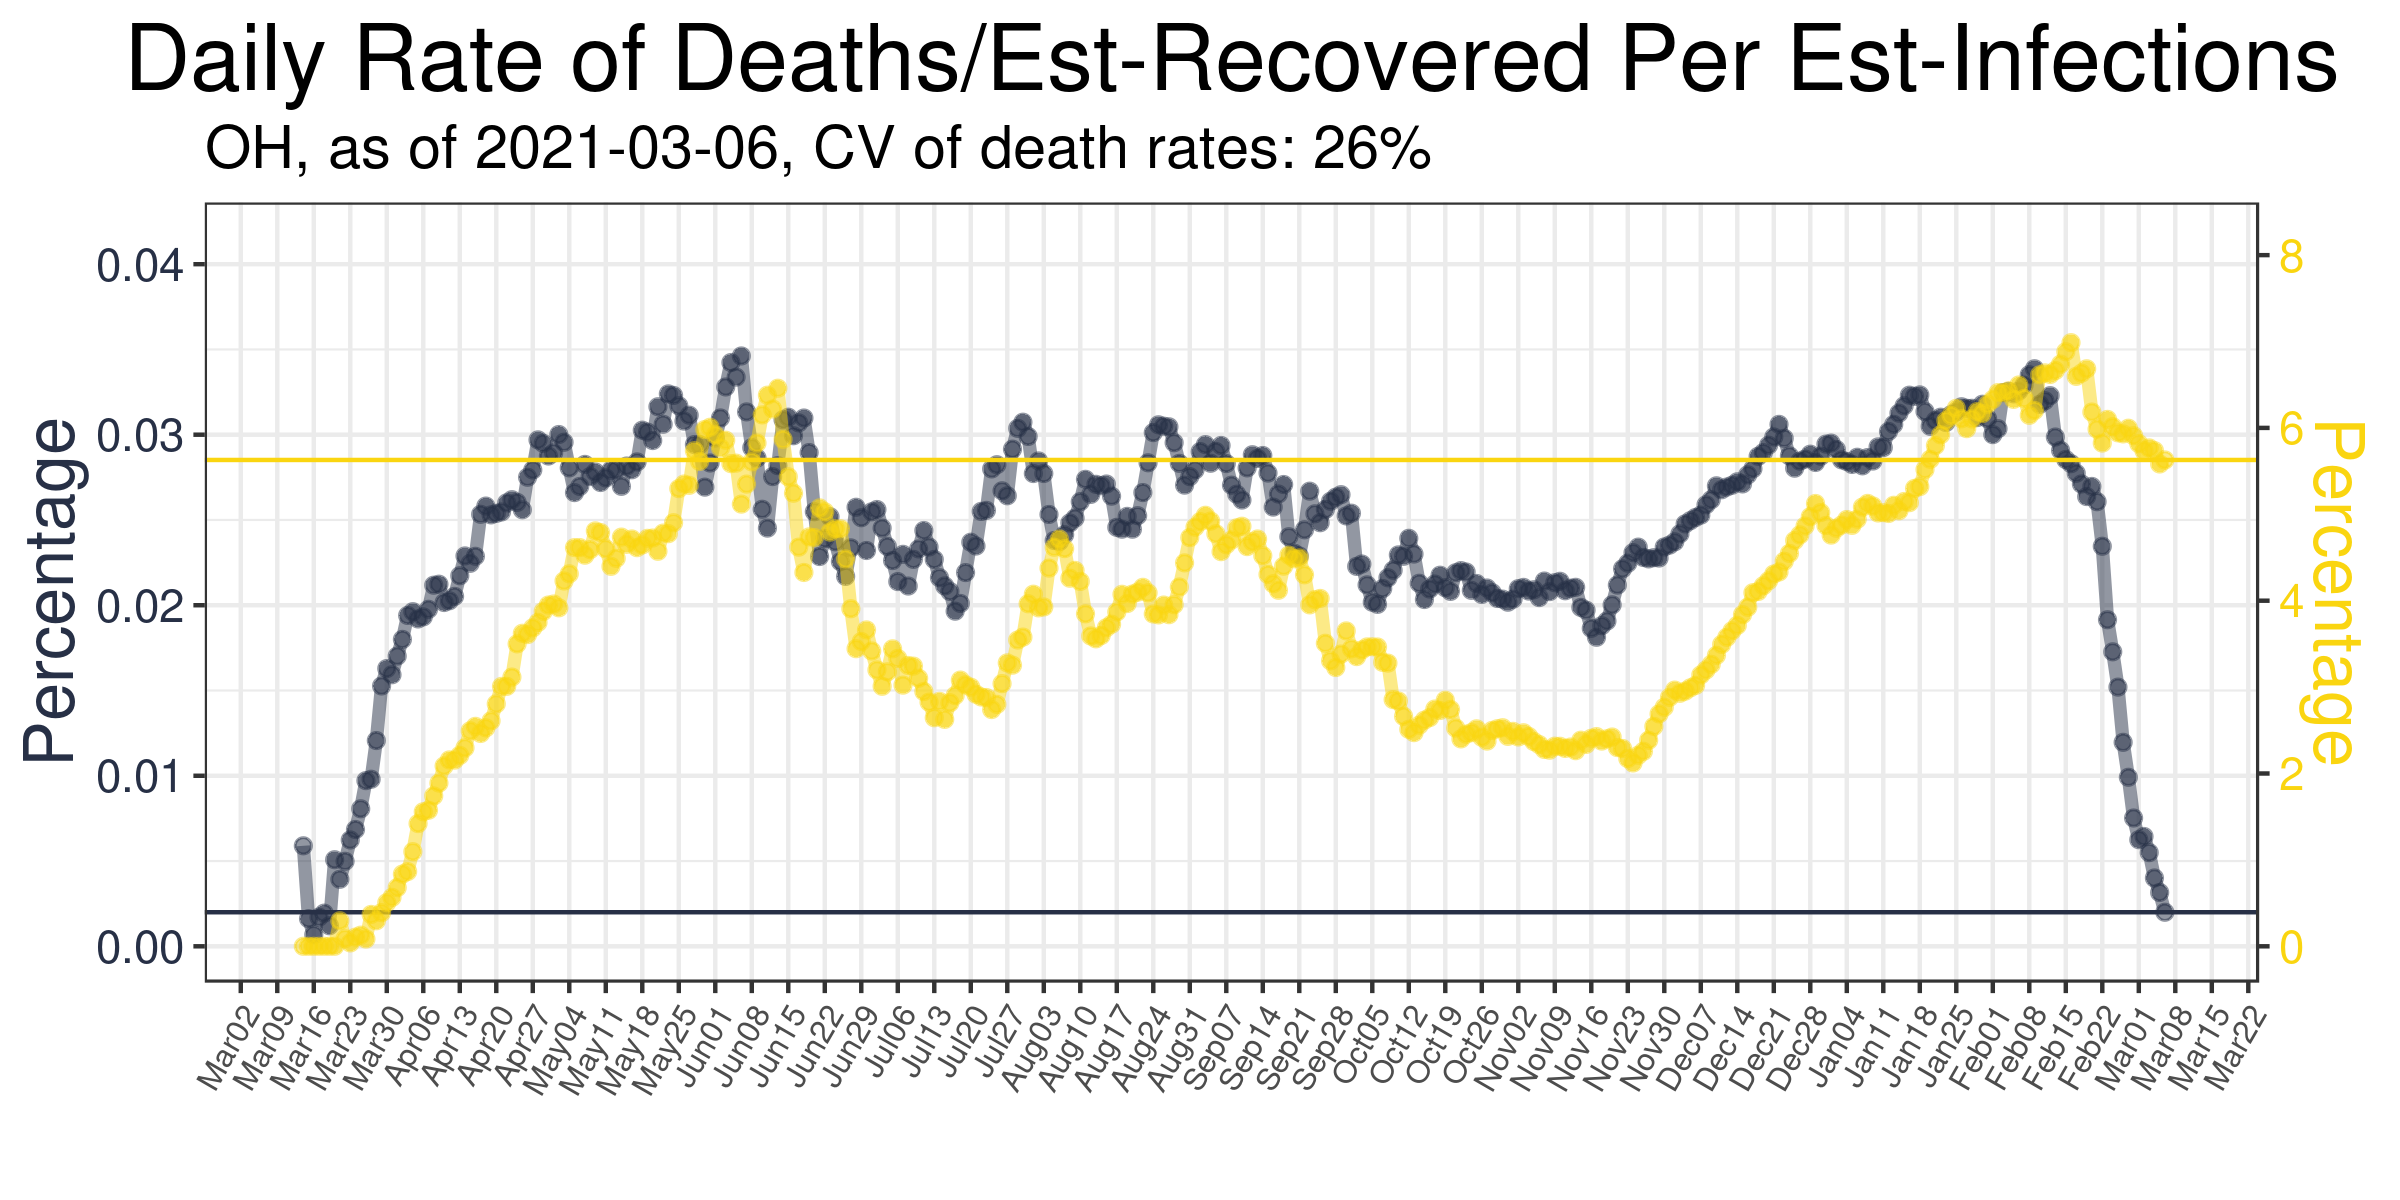 Daily Rate of Deaths/Est-Recovered Per Est-Infections
OH, as of 2021-03-06, CV of death rates: 26%
Percentage
0.04
0.03
0.02
0.01
0.00
8
6
4
2
0
Percentage
Mar02
Mar09
Mar16
Mar23
Mar30
Apr06
Apr13
Apr20
Apr27
May04
May11
May18
May25
Jun01
Jun08
Jun15
Jun22
Jun29
Jul06
Jul13
Jul20
Jul27
Aug03
Aug10
Aug17
Aug24
Aug31
Sep07
Sep14
Sep21
Sep28
Oct05
Oct12
Oct19
Oct26
Nov02
Nov09
Nov16
Nov23
Nov30
Dec07
Dec14
Dec21
Dec28
Dec04
Jan11
Jan18
Jan25
Feb01
Feb08
Feb15
Feb22
Mar01
Mar08
Mar15
Mar22